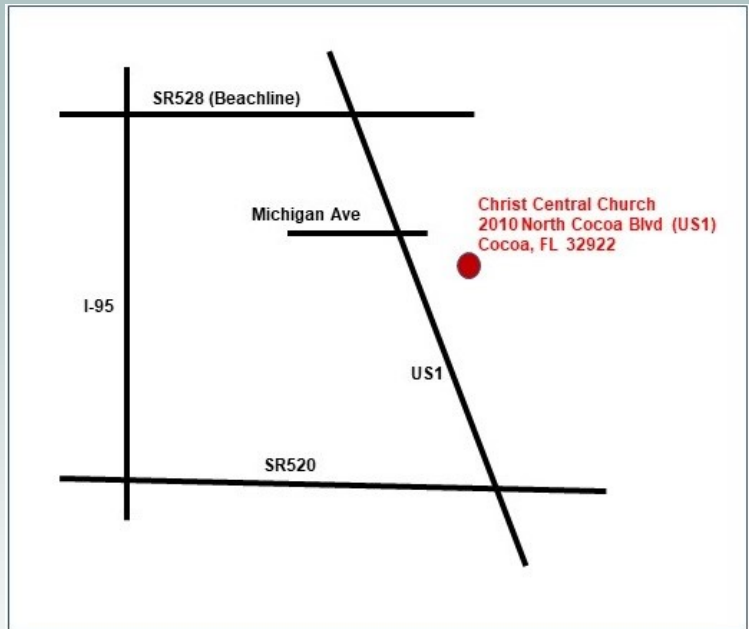 SR528 (Beachline)
Christ Central Church
2010 North Cocoa Blvd (US1)
Cocoa, FL 32922
Michigan Ave
I-95
US1
SR520